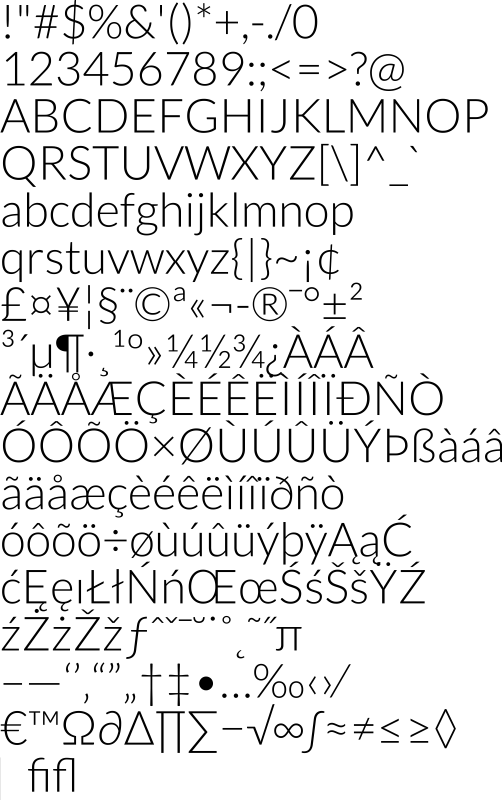 !"#$%&'()*+,-./0
123456789:;<=>?@
ABCDEFGHIJKLMNOP
QRSTUVWXYZ[\]^_`
abcdefghijklmnop
qrstuvwxyz{|}~¡¢
£¤¥¦§¨©ª«¬-®¯°±²
³´µ¶·¸¹º»¼½¾¿ÀÁÂ
ÃÄÅÆÇÈÉÊËÌÍÎÏÐÑÒ
ÓÔÕÖ×ØÙÚÛÜÝÞßàáâ
ãäåæçèéêëìíîïðñò
óôõö÷øùúûüýþÿĄąĆ
ćĘęıŁłŃńŒœŚśŠšŸŹ
źŻżŽžƒˆˇˉ˘˙˚˛˜˝π
–—‘’‚“”„†‡•…‰‹›⁄
€™Ω∂∆∏∑−√∞∫≈≠≤≥◊
ﬁﬂ